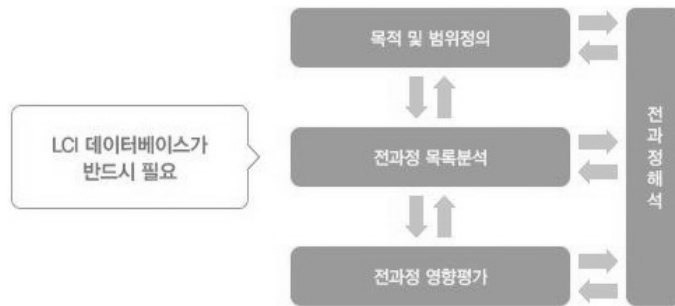 목적 및 범위정의
LCI 데이터베이스가
반드시 필요
전과정 목록분석
전과정 영향평가
전과정해석